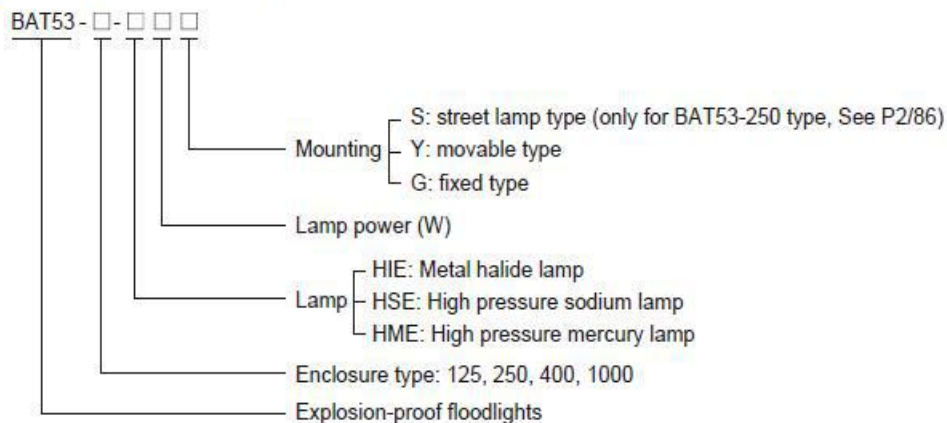 BAT53 - □ - □ □ □
S: street lamp type (only for BAT53-250 type, See P2/86)
Mounting
Y: movable type
G: fixed type
Lamp power (W)
HIE: Metal halide lamp
Lamp
HSE: High pressure sodium lamp
HME: High pressure mercury lamp
Enclosure type: 125, 250, 400, 1000
Explosion-proof floodlights